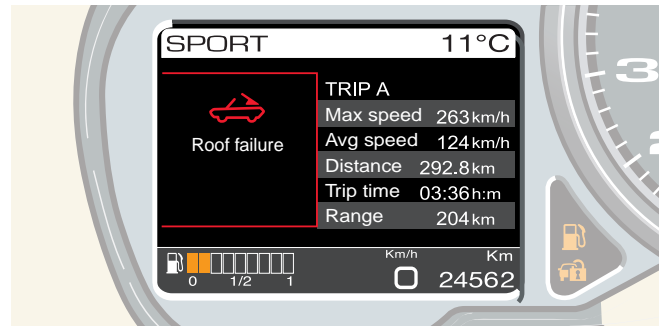 SPORT 11°C
TRIP A
Max speed 263 km/h
Roof failure
Avg speed 124 km/h
Distance 292.8 km
Trip time 03:36 h:m
Range 204 km
Km/h Km
0 1/2 1
0 24562
3
2